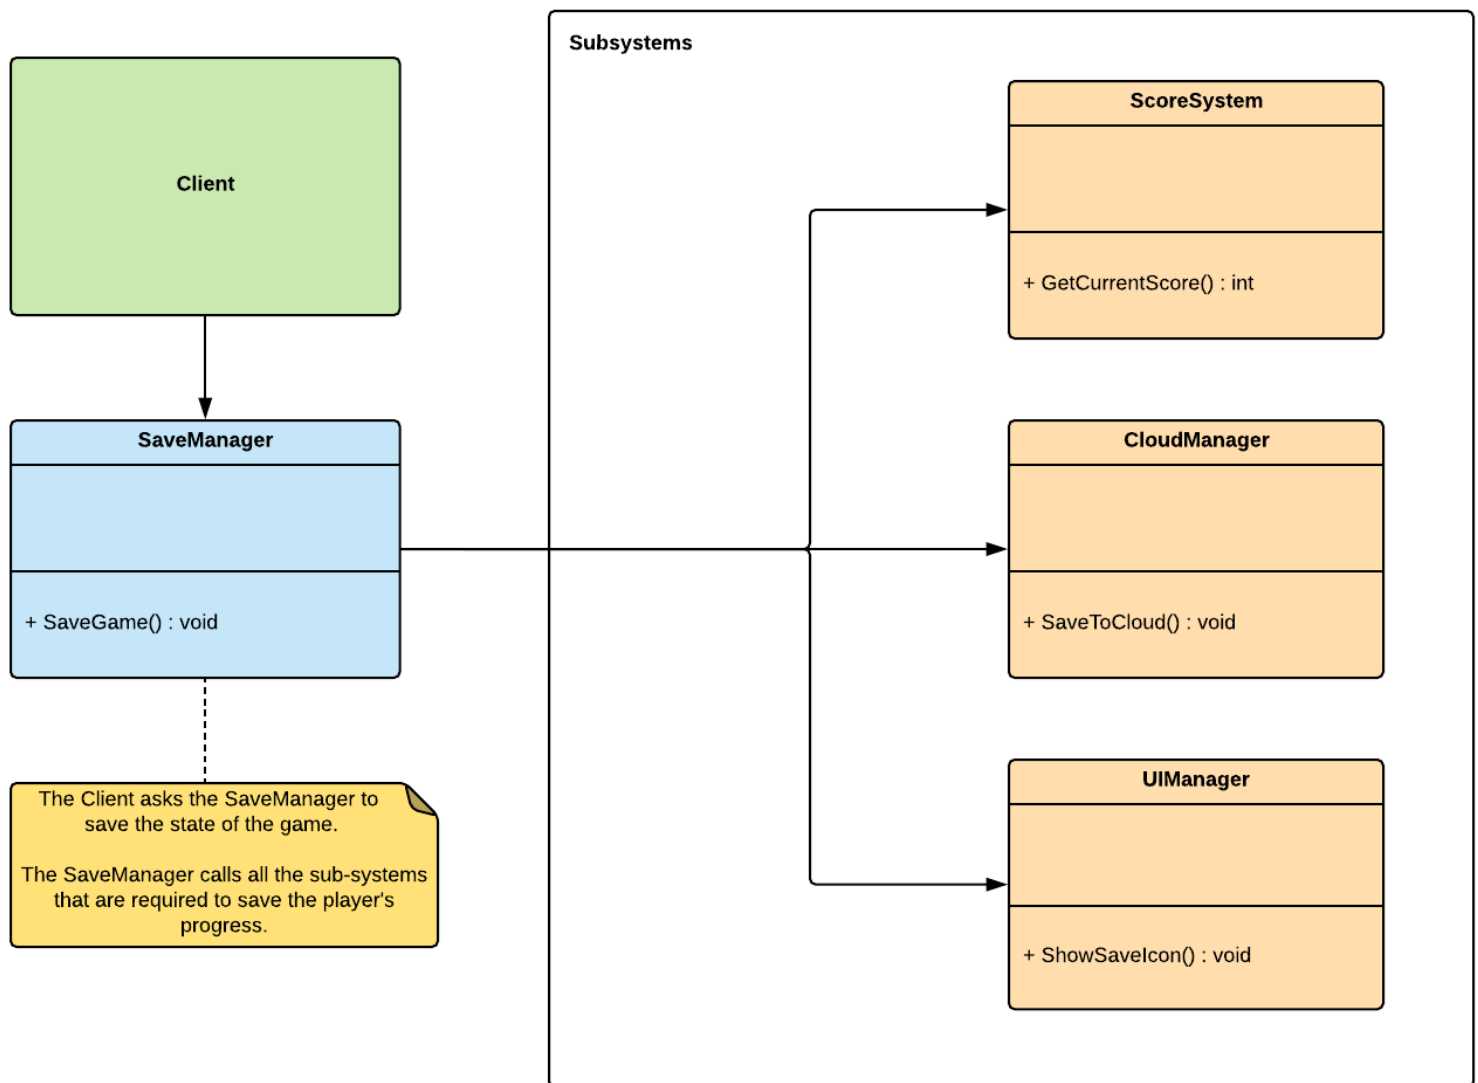 Subsystems
Client
SaveManager
+ SaveGame() : void
The Client asks the SaveManager to
save the state of the game.
The SaveManager calls all the sub-systems
that are required to save the player's
progress.
ScoreSystem
+ GetCurrentScore() : int
CloudManager
+ SaveToCloud() : void
UIManager
+ ShowSaveIcon() : void